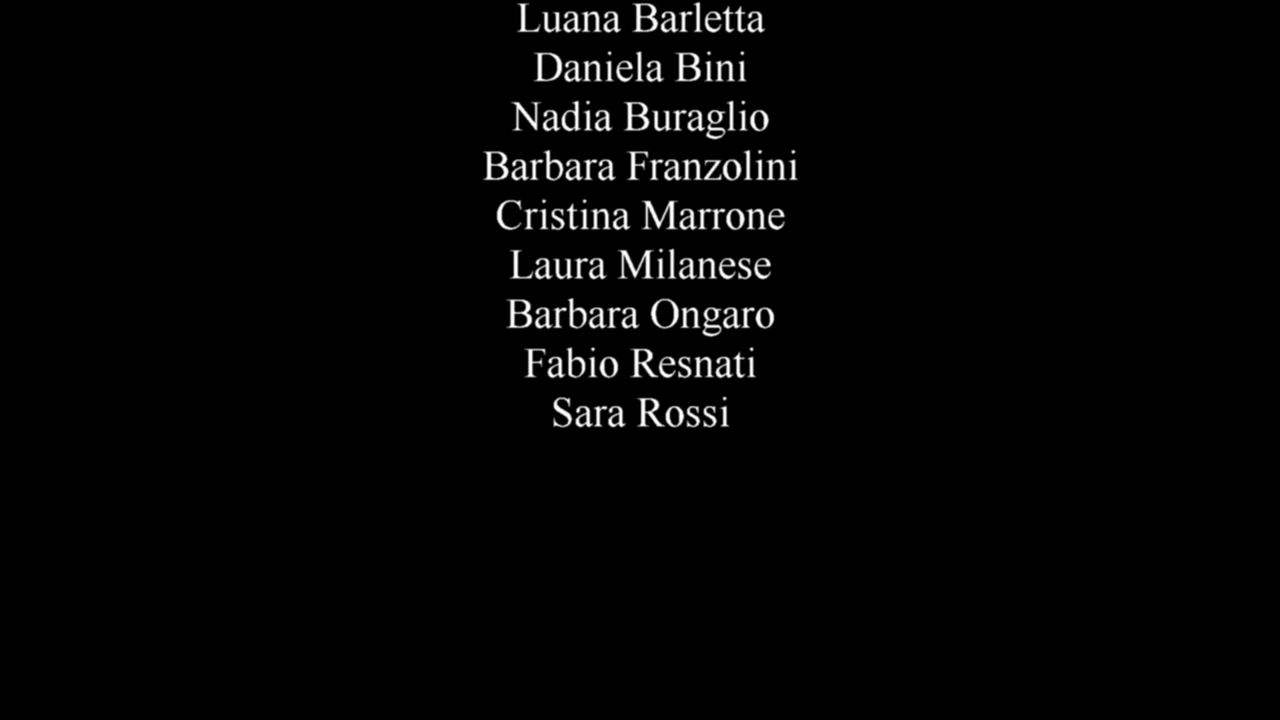 Luana Barletta
Daniela Bini
Nadia Buraglio
Barbara Franzolini
Cristina Marrone
Laura Milanese
Barbara Ongaro
Fabio Resnati
Sara Rossi